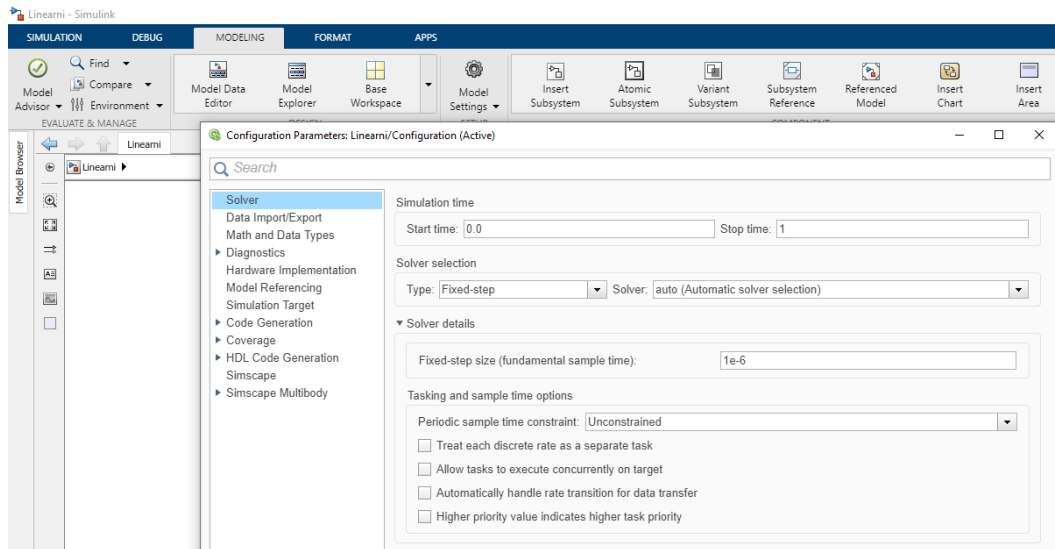 Linearni - Simulink
SIMULATION DEBUG MODELING FORMAT APPS
Find
Compare
Environment
Model Advisor
Model Data Editor
Model Explorer
Base Workspace
Model Settings
Insert Subsystem
Atomic Subsystem
Variant Subsystem
Subsystem Reference
Referenced Model
Insert Chart
Insert Area
EVALUATE & MANAGE DESIGN SETUP COMPONENT
Model Browser
Linearni
Linearni
Configuration Parameters: Linearni/Configuration (Active)
Search
Solver
Data Import/Export
Math and Data Types
Diagnostics
Hardware Implementation
Model Referencing
Simulation Target
Code Generation
Coverage
HDL Code Generation
Simscape
Simscape Multibody
Simulation time
Start time: 0.0 Stop time: 1
Solver selection
Type: Fixed-step Solver: auto (Automatic solver selection)
Solver details
Fixed-step size (fundamental sample time): 1e-6
Tasking and sample time options
Periodic sample time constraint: Unconstrained
Treat each discrete rate as a separate task
Allow tasks to execute concurrently on target
Automatically handle rate transition for data transfer
Higher priority value indicates higher task priority